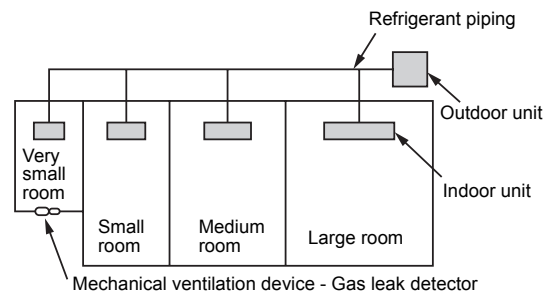 Refrigerant piping
Outdoor unit
Indoor unit
Very
small
room
Small
room
Medium
room
Large room
Mechanical ventilation device - Gas leak detector